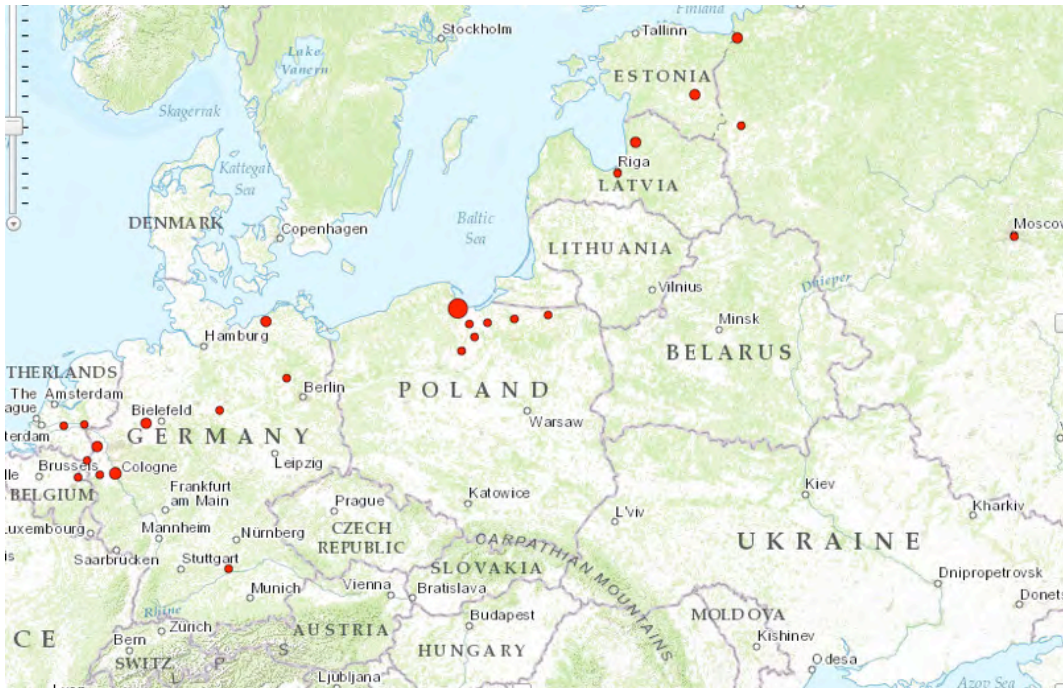 Finland
Stockholm
Tallinn
Lake
Vanern
ESTONIA
Skagerrak
Kattegat
Sea
Riga
LATVIA
Baltic
Sea
DENMARK
Copenhagen
Moscow
LITHUANIA
Dnieper
Vilnius
Minsk
Hamburg
BELARUS
THERLANDS
The
Amsterdam
ague
terdam
Berlin
POLAND
Bielefeld
Warsaw
GERMANY
Leipzig
lle
Brussels
Cologne
BELGIUM
Frankfurt
am Main
Kiev
Katowice
Prague
L'viv
Kharkiv
Luxembourg
Mannheim
Nürnberg
CZECH
REPUBLIC
CARPATHIAN MOUNTAINS
UKRAINE
is
Saarbrücken
Stuttgart
SLOVAKIA
Dnipropetrovsk
Vienna
Bratislava
Munich
Donets
Rhine
Budapest
MOLDOVA
Zürich
AUSTRIA
CE
Bern
HUNGARY
Kishinev
SWITZ
L P S
Odesa
Ljubljana
Azov Sea